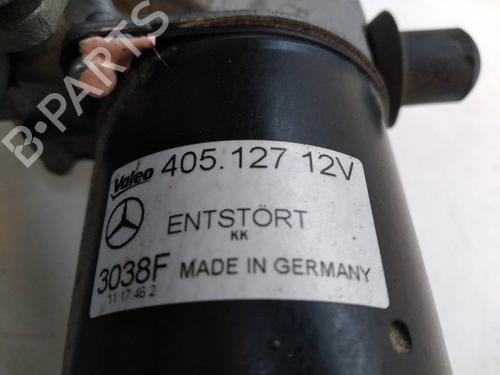 B-PARTS
Valeo 405.127 12V
ENTSTÖRT
KK
3038F MADE IN GERMANY
11:17:46 2